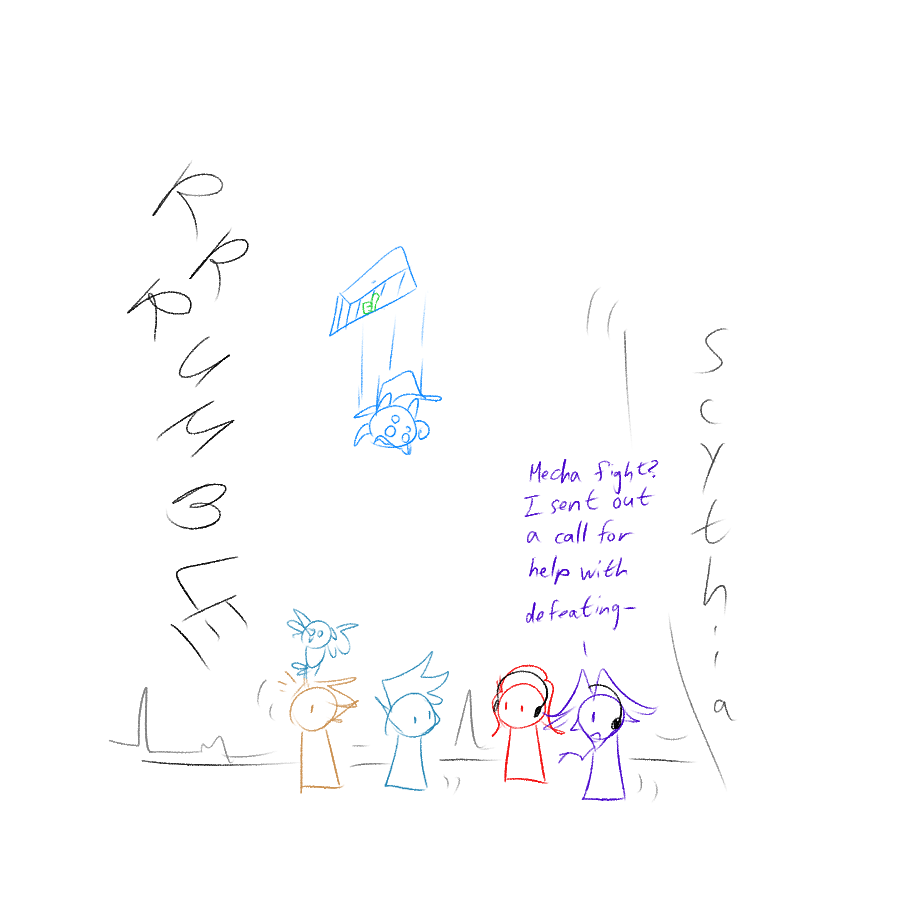 RRRUMBLE
Mecha fight?
I sent out
a call for
help with
defeating-
scythia